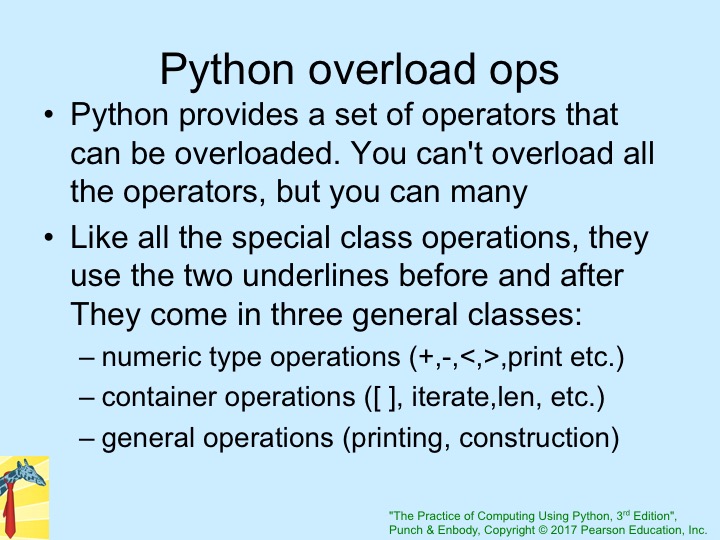 Python overload ops
• Python provides a set of operators that
can be overloaded. You can't overload all
the operators, but you can many
• Like all the special class operations, they
use the two underlines before and after
They come in three general classes:
– numeric type operations (+,-,<,>,print etc.)
– container operations ([ ], iterate,len, etc.)
– general operations (printing, construction)
"The Practice of Computing Using Python, 3rd Edition",
Punch & Enbody, Copyright © 2017 Pearson Education, Inc.